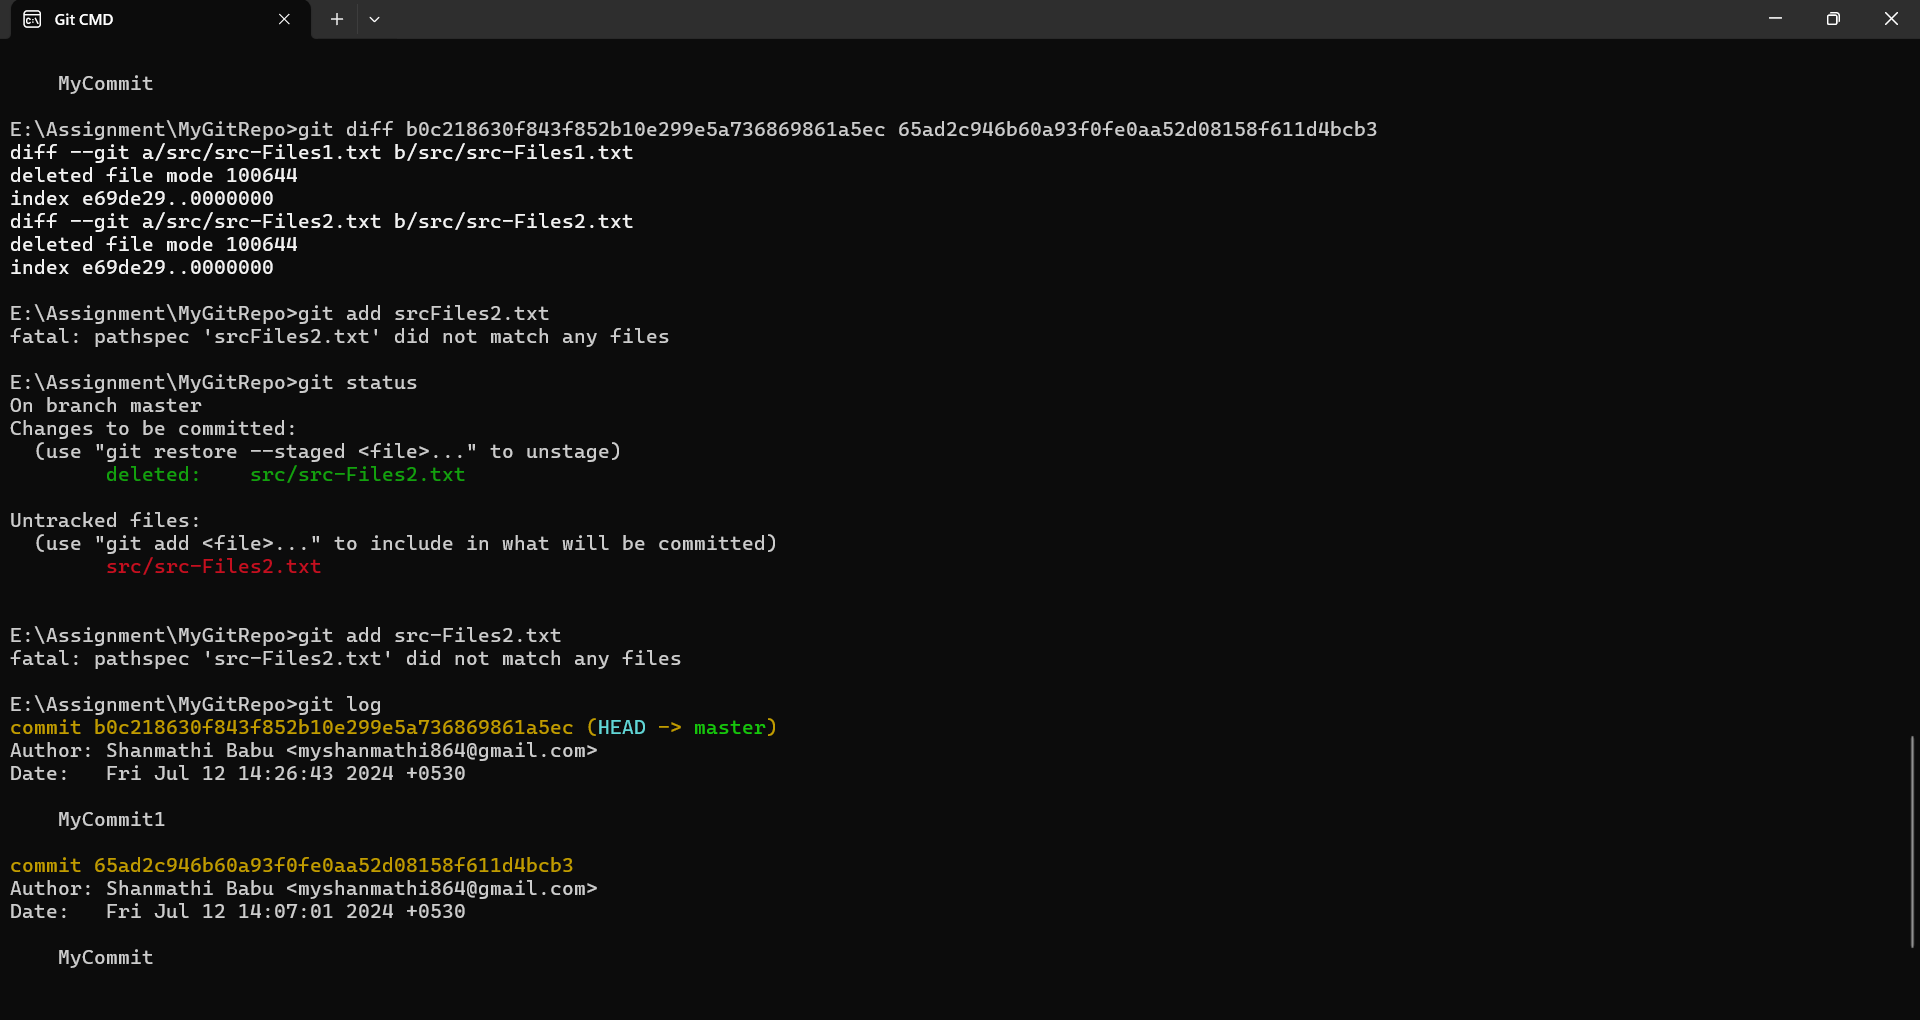 Git CMD
MyCommit
E:\Assignment\MyGitRepo>git diff b0c218630f843f852b10e299e5a736869861a5ec 65ad2c946b60a93f0fe0aa52d08158f611d4bcb3
diff --git a/src/src-Files1.txt b/src/src-Files1.txt
deleted file mode 100644
index e69de29..0000000
diff --git a/src/src-Files2.txt b/src/src-Files2.txt
deleted file mode 100644
index e69de29..0000000
E:\Assignment\MyGitRepo>git add srcFiles2.txt
fatal: pathspec 'srcFiles2.txt' did not match any files
E:\Assignment\MyGitRepo>git status
On branch master
Changes to be committed:
  (use "git restore --staged <file>..." to unstage)
        deleted:    src/src-Files2.txt
Untracked files:
  (use "git add <file>..." to include in what will be committed)
        src/src-Files2.txt
E:\Assignment\MyGitRepo>git add src-Files2.txt
fatal: pathspec 'src-Files2.txt' did not match any files
E:\Assignment\MyGitRepo>git log
commit b0c218630f843f852b10e299e5a736869861a5ec (HEAD -> master)
Author: Shanmathi Babu <myshanmathi864@gmail.com>
Date:   Fri Jul 12 14:26:43 2024 +0530
    MyCommit1
commit 65ad2c946b60a93f0fe0aa52d08158f611d4bcb3
Author: Shanmathi Babu <myshanmathi864@gmail.com>
Date:   Fri Jul 12 14:07:01 2024 +0530
    MyCommit